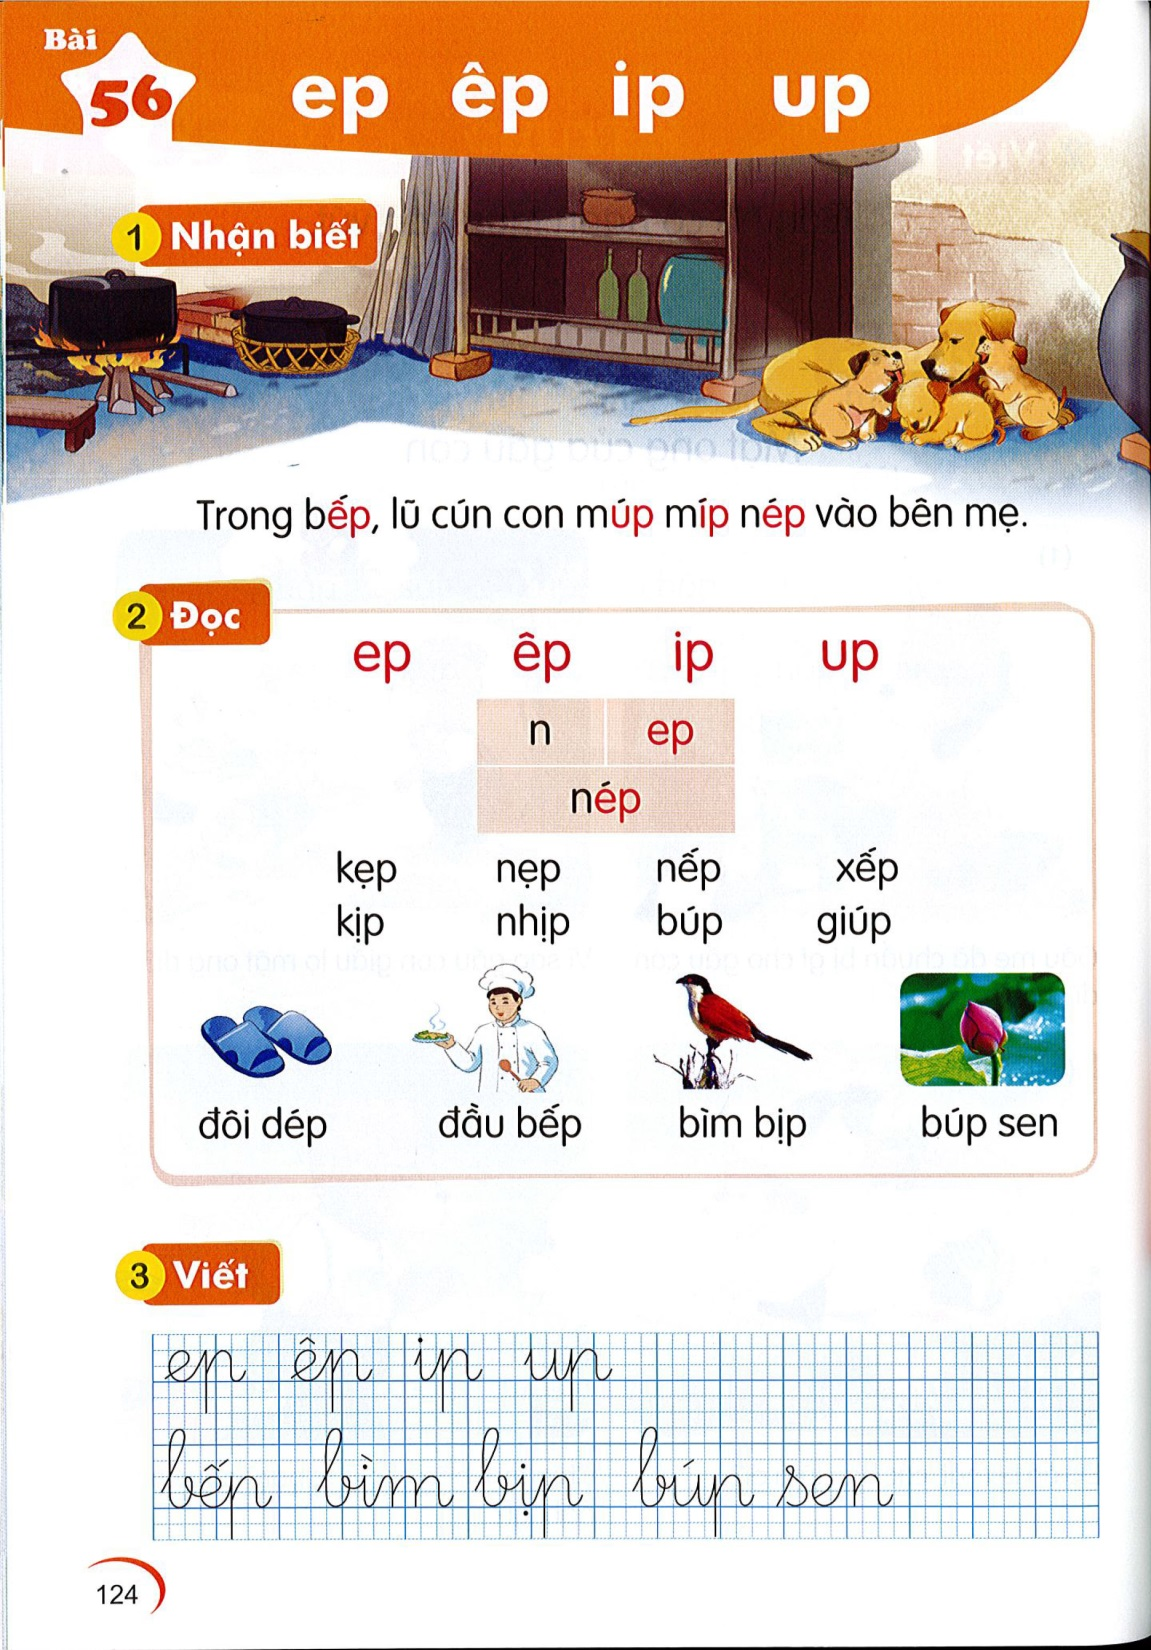 Bài
56
ep êp ip up
1 Nhận biết
Trong bếp, lũ cún con múp míp nép vào bên mẹ.
2 Đọc
ep êp ip up
n ep
nép
kẹp nẹp nếp xếp
kịp nhịp búp giúp
đôi dép đầu bếp bìm bịp búp sen
3 Viết
ep êp ip up
bếp bìm bịp búp sen
124